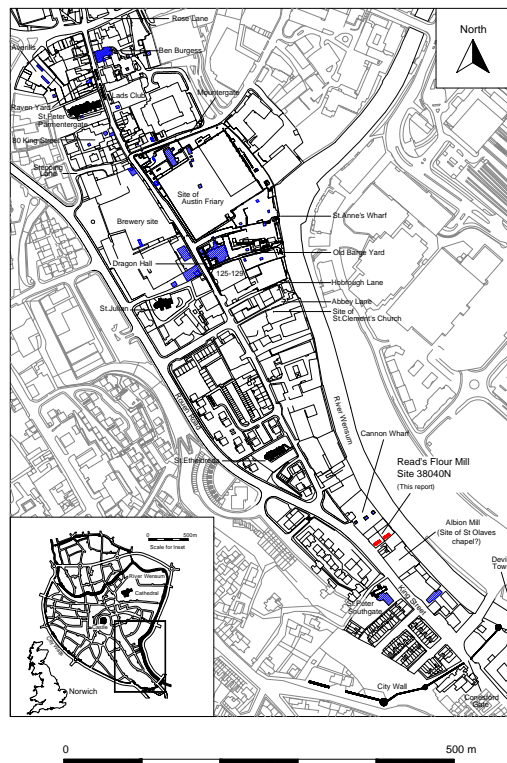 Rose Lane
North
Ben Burgess
Lads Club
Mountergate
Raven Yard
St.Peter
Parmentergate
80 King Street
Stepping
Lane
Site of
Austin Friary
Brewery site
St.Anne's Wharf
Dragon Hall
Old Barge Yard
125-129
Hobrough Lane
St.Julian
Abbey Lane
Site of
St.Clement's Church
River Wensum
Cannon Wharf
St.Etheldreda
Read's Flour Mill
Site 38040N
(This report)
Albion Mill
(Site of St Olaves
chapel?)
Devi
Tow
King Street
St.Peter
Southgate
City Wall
Conesford
Gate
0 500m
Scale for Inset
River Wensum
Cathedral
Castle
Norwich
0 500 m